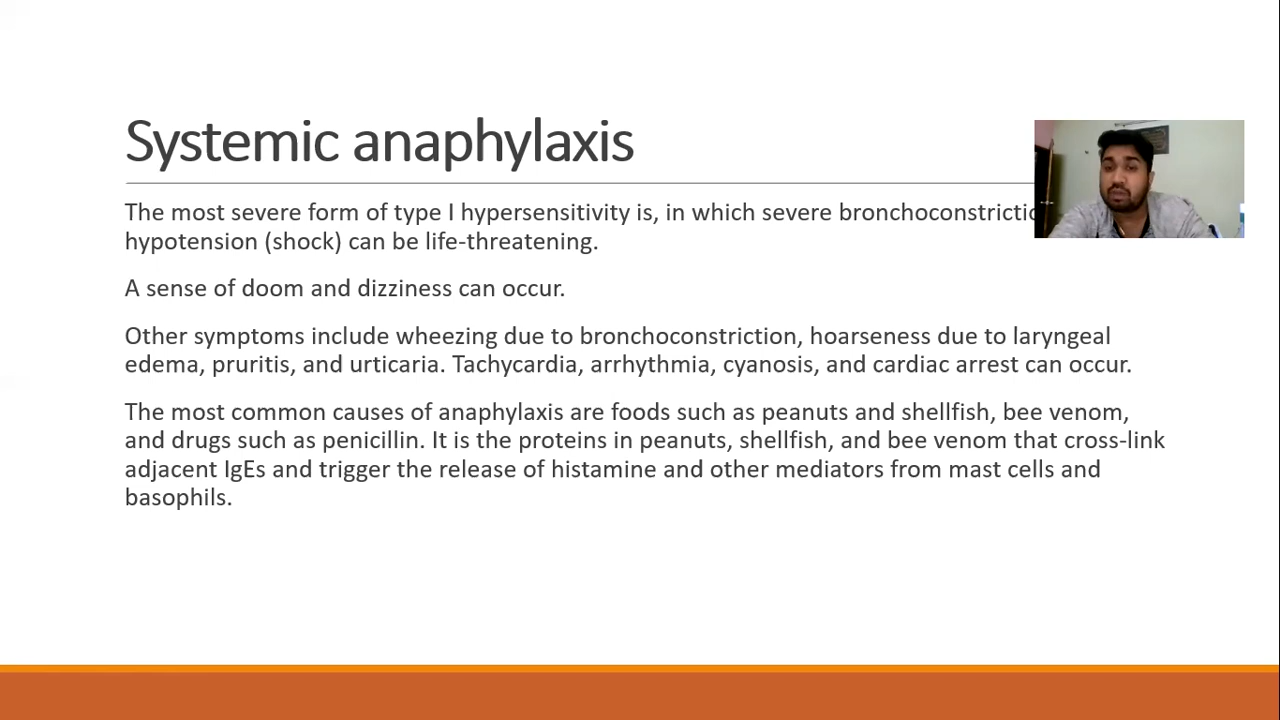 Systemic anaphylaxis
The most severe form of type I hypersensitivity is, in which severe
hypotension (shock) can be life-threatening.
A sense of doom and dizziness can occur.
Other symptoms include wheezing due to bronchoconstriction, hoarseness due to laryngeal
edema, pruritis, and urticaria. Tachycardia, arrhythmia, cyanosis, and cardiac arrest can occur.
The most common causes of anaphylaxis are foods such as peanuts and shellfish, bee venom,
and drugs such as penicillin. It is the proteins in peanuts, shellfish, and bee venom that cross-link
adjacent IgEs and trigger the release of histamine and other mediators from mast cells and
basophils.